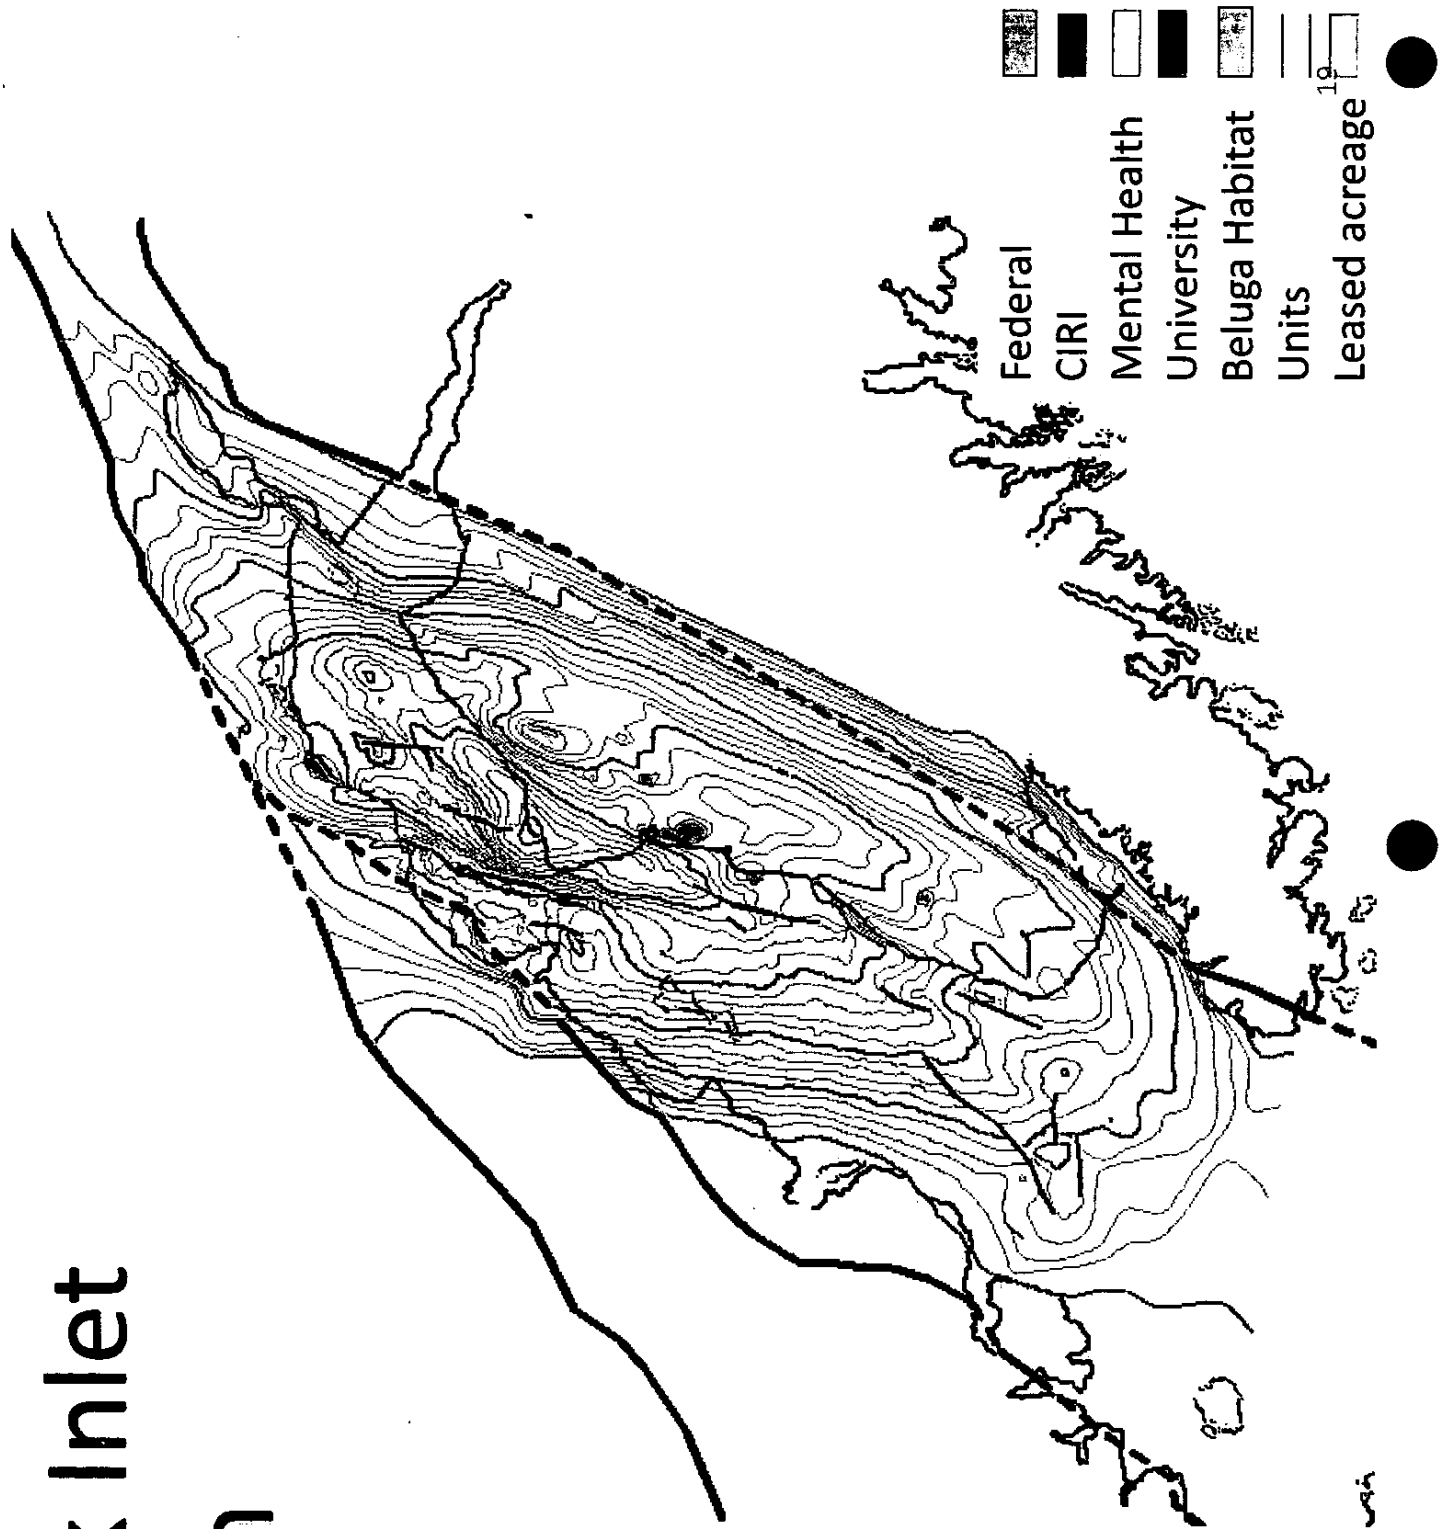 Inlet
Federal
CIRI
Mental Health
University
Beluga Habitat
Units
Leased acreage
19